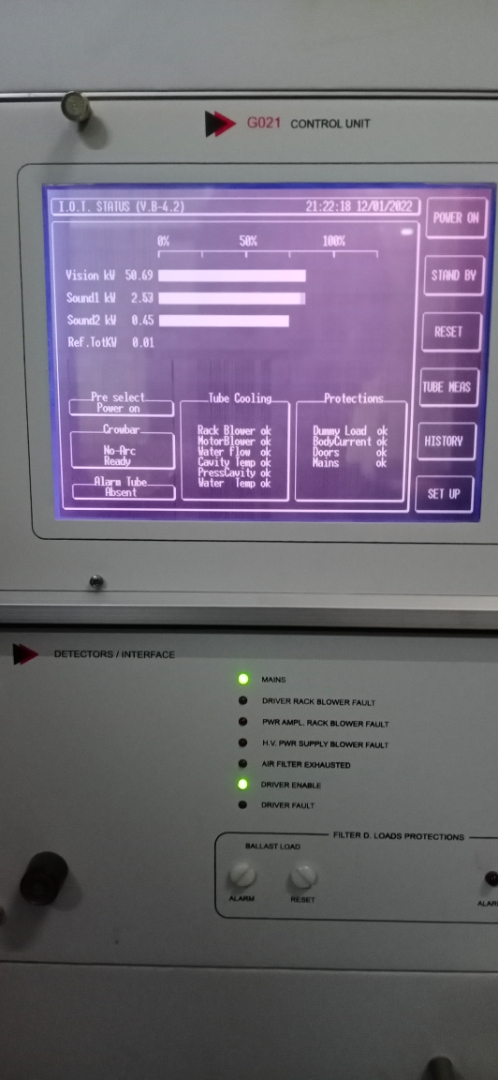 G021 CONTROL UNIT
I.O.T. STATUS (V.B-4.2) 21:22:18 12/01/2022
POWER ON
0% 50% 100%
Vision kW 50.69
STAND BY
Sound1 kW 2.53
Sound2 kW 0.45
RESET
Ref.TotKW 0.01
TUBE MEAS
Pre select
Power on
Tube Cooling
Protections
Crowbar
No-Arc
Ready
Rack Blower ok
MotorBlower ok
Water Flow ok
Cavity Temp ok
PressCavity ok
Water Temp ok
Dummy Load ok
BodyCurrent ok
Doors ok
Mains ok
HISTORY
Alarm Tube
Absent
SET UP
DETECTORS / INTERFACE
MAINS
DRIVER RACK BLOWER FAULT
PWR AMPL. RACK BLOWER FAULT
H.V. PWR SUPPLY BLOWER FAULT
AIR FILTER EXHAUSTED
DRIVER ENABLE
DRIVER FAULT
FILTER D. LOADS PROTECTIONS
BALLAST LOAD
ALARM RESET